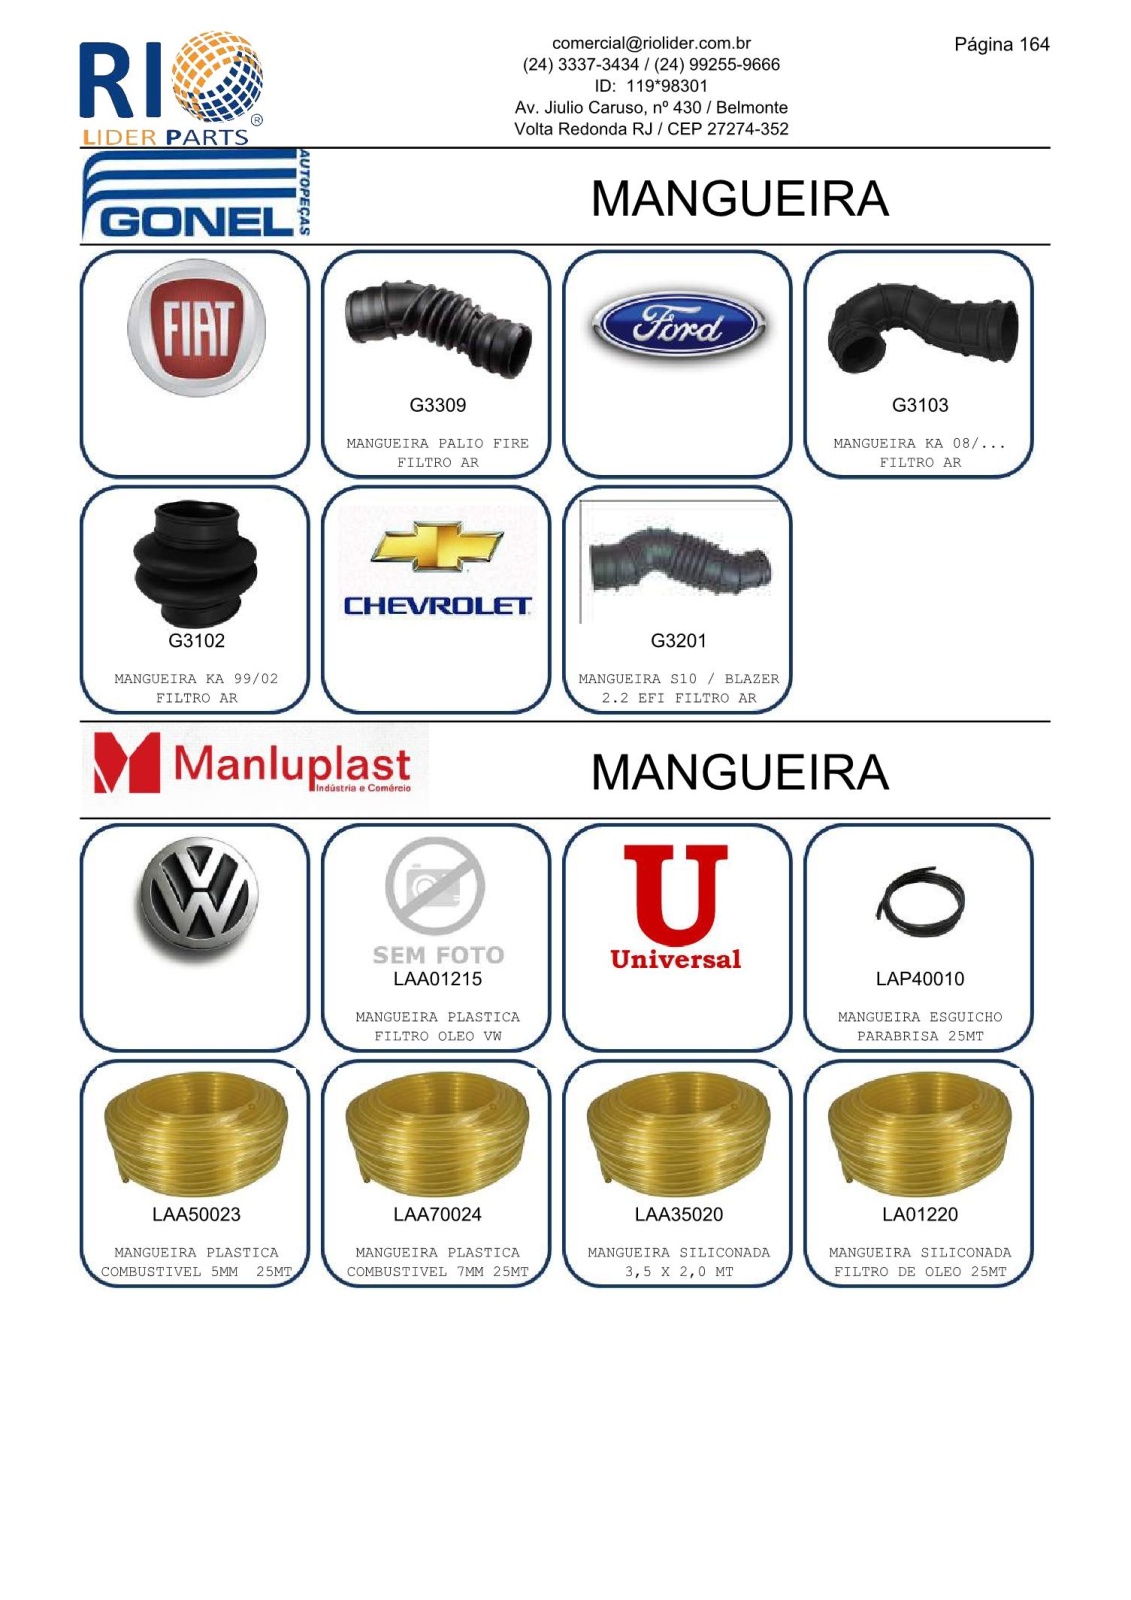 RIO
LIDER PARTS
®
comercial@riolider.com.br
(24) 3337-3434 / (24) 99255-9666
ID:  119*98301
Av. Jiulio Caruso, nº 430 / Belmonte
Volta Redonda RJ / CEP 27274-352
Página 164
GONEL
AUTOPEÇAS
MANGUEIRA
FIAT
G3309
MANGUEIRA PALIO FIRE
FILTRO AR
Ford
G3103
MANGUEIRA KA 08/...
FILTRO AR
G3102
MANGUEIRA KA 99/02
FILTRO AR
CHEVROLET
G3201
MANGUEIRA S10 / BLAZER
2.2 EFI FILTRO AR
Manluplast
Indústria e Comércio
MANGUEIRA
VW
SEM FOTO
LAA01215
MANGUEIRA PLASTICA
FILTRO OLEO VW
U
Universal
LAP40010
MANGUEIRA ESGUICHO
PARABRISA 25MT
LAA50023
MANGUEIRA PLASTICA
COMBUSTIVEL 5MM  25MT
LAA70024
MANGUEIRA PLASTICA
COMBUSTIVEL 7MM 25MT
LAA35020
MANGUEIRA SILICONADA
3,5 X 2,0 MT
LA01220
MANGUEIRA SILICONADA
FILTRO DE OLEO 25MT